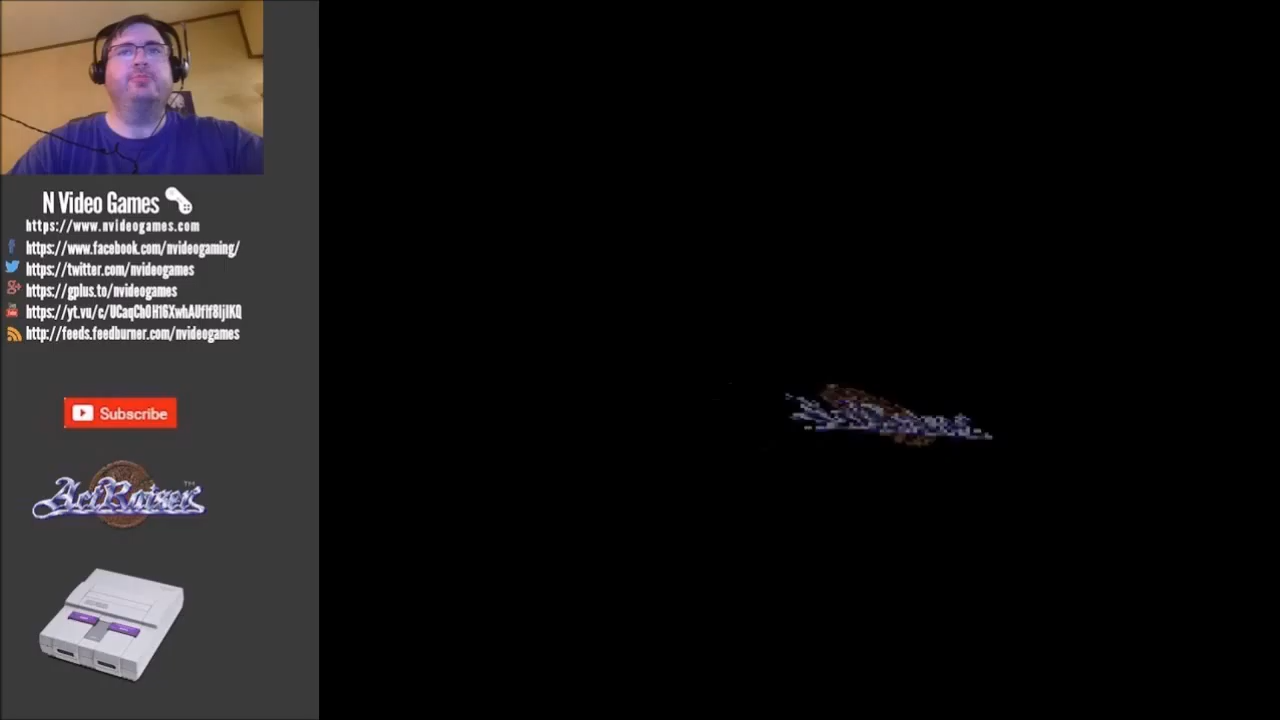 N Video Games
https://www.nvideogames.com
https://www.facebook.com/nvideogaming/
https://twitter.com/nvideogames
https://gplus.to/nvideogames
http://feeds.feedburner.com/nvideogames
Subscribe
ActRaiser™